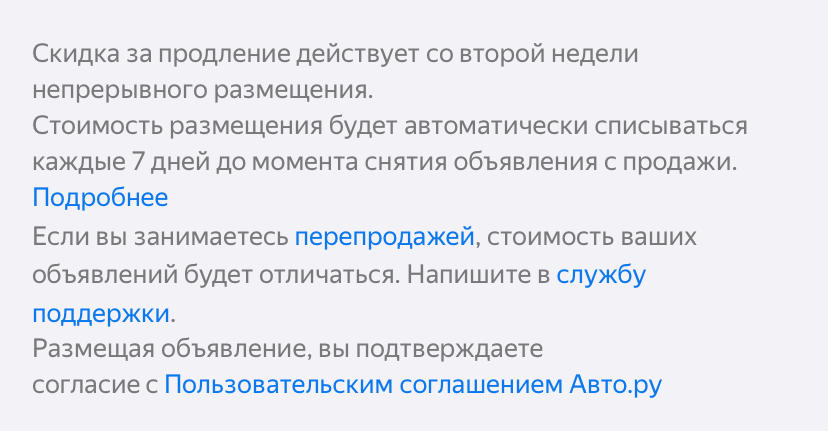 Скидка за продление действует со второй недели
непрерывного размещения.
Стоимость размещения будет автоматически списываться
каждые 7 дней до момента снятия объявления с продажи.
Подробнее
Если вы занимаетесь перепродажей, стоимость ваших
объявлений будет отличаться. Напишите в службу
поддержки.
Размещая объявление, вы подтверждаете
согласие с Пользовательским соглашением Авто.ру